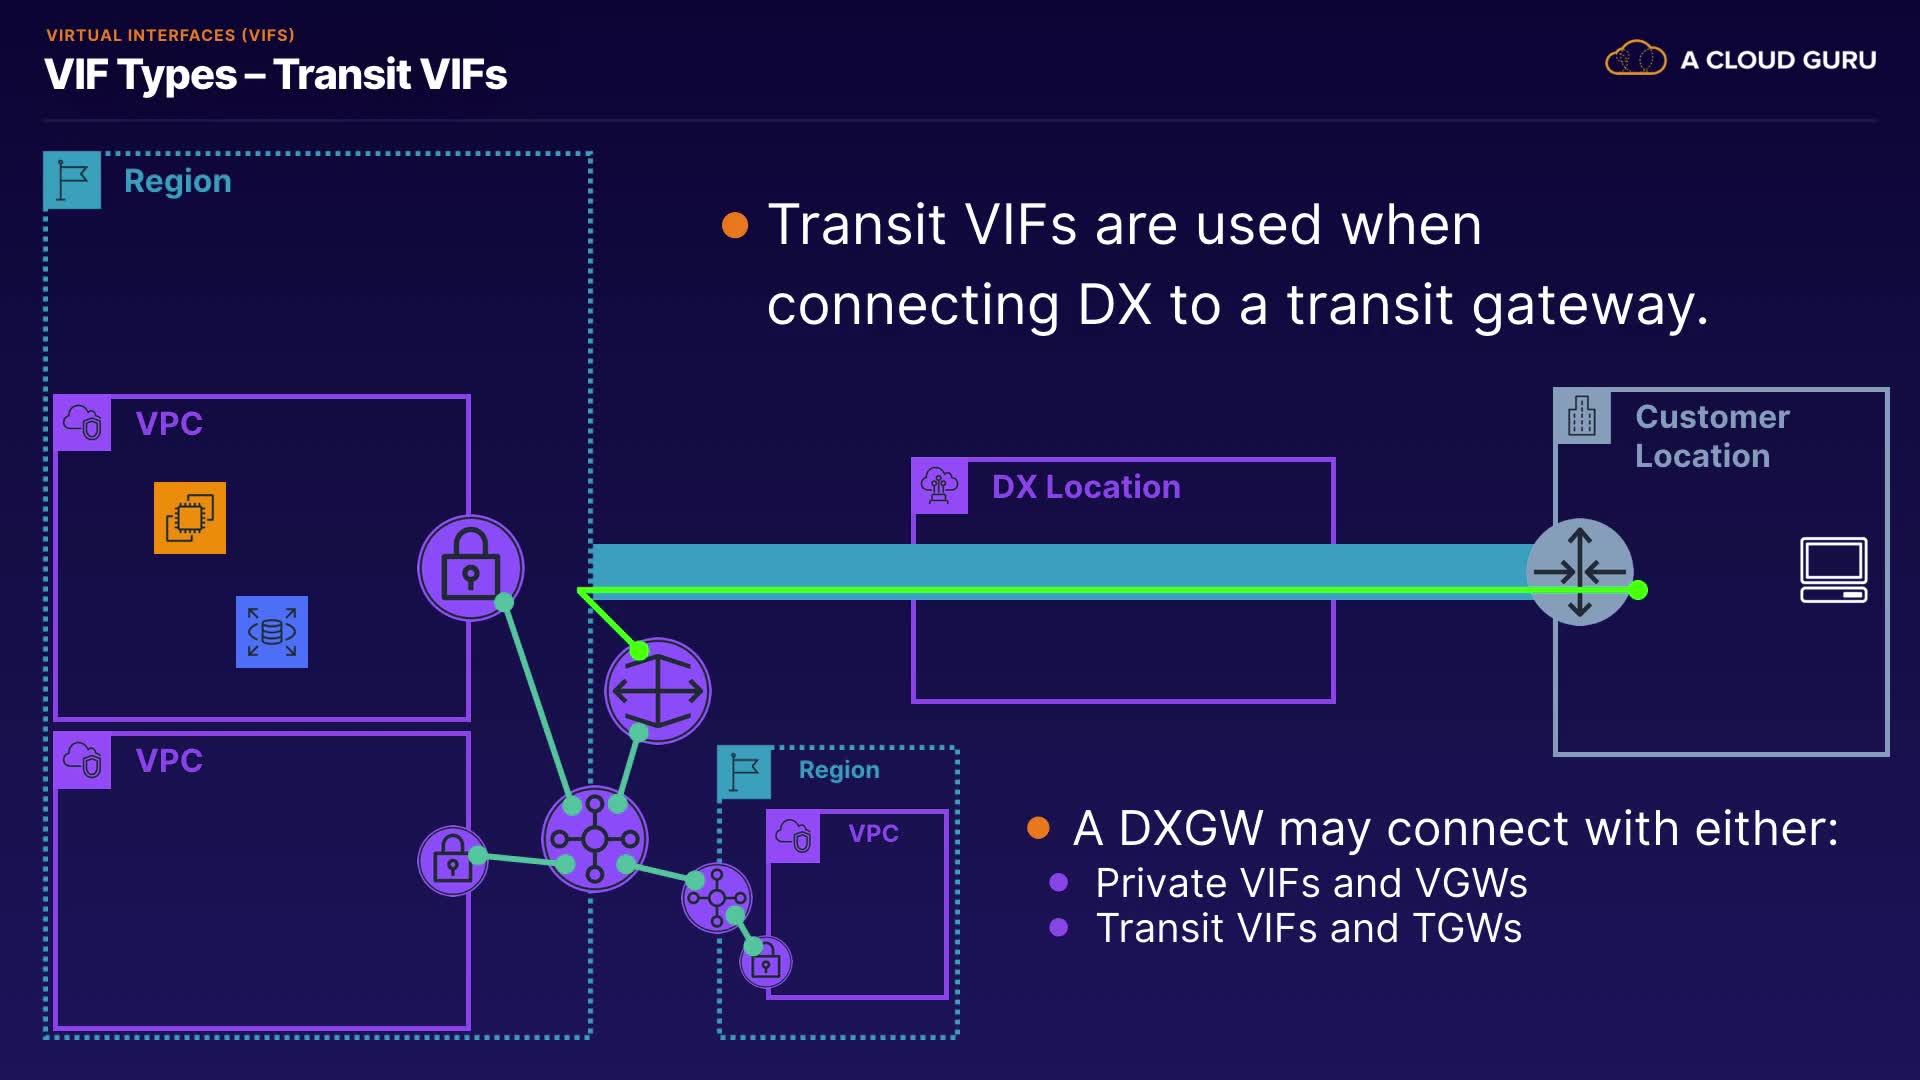 VIRTUAL INTERFACES (VIFS)
VIF Types – Transit VIFs
A CLOUD GURU
Region
Transit VIFs are used when
connecting DX to a transit gateway.
VPC
Customer
Location
DX Location
VPC
Region
VPC
A DXGW may connect with either:
Private VIFs and VGWs
Transit VIFs and TGWs